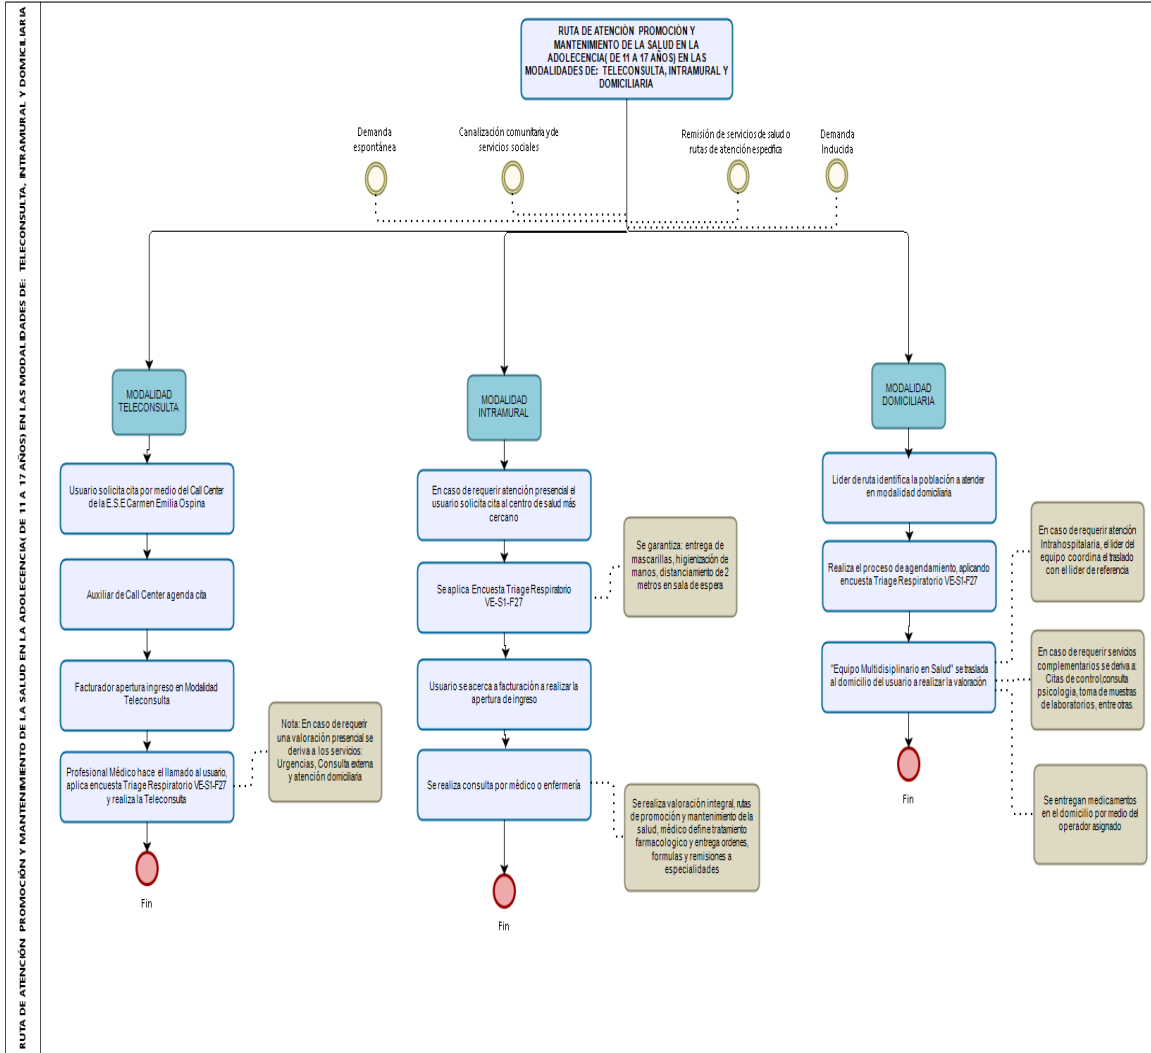 RUTA DE ATENCIÓN PROMOCIÓN Y MANTENIMIENTO DE LA SALUD EN LA ADOLECENCIA( DE 11 A 17 AÑOS) EN LAS MODALIDADES DE: TELECONSULTA, INTRAMURAL Y DOMICILIARIA
RUTA DE ATENCIÓN PROMOCIÓN Y
MANTENIMIENTO DE LA SALUD EN LA
ADOLECENCIA( DE 11 A 17 AÑOS) EN LAS
MODALIDADES DE: TELECONSULTA, INTRAMURAL Y
DOMICILIARIA
Demanda
espontánea
Canalización comunitaria y de
servicios sociales
Remisión de servicios de salud o
rutas de atención especifica
Demanda
Inducida
MODALIDAD
TELECONSULTA
Usuario solicita cita por medio del Call Center
de la E.S.E Carmen Emilia Ospina
Auxiliar de Call Center agenda cita
Facturador apertura ingreso en Modalidad
Teleconsulta
Profesional Médico hace el llamado al usuario,
aplica encuesta Triage Respiratorio VE-S1-F27
y realiza la Teleconsulta
Nota: En caso de requerir
una valoración presencial se
deriva a los servicios:
Urgencias, Consulta externa
y atención domiciliaria
Fin
MODALIDAD
INTRAMURAL
En caso de requerir atención presencial el
usuario solicita cita al centro de salud más
cercano
Se aplica Encuesta Triage Respiratorio
VE-S1-F27
Se garantiza: entrega de
mascarillas, higienización de
manos, distanciamiento de 2
metros en sala de espera
Usuario se acerca a facturación a realizar la
apertura de ingreso
Se realiza consulta por médico o enfermería
Se realiza valoración integral, rutas
de promoción y mantenimiento de la
salud, médico define tratamiento
farmacologico y entrega ordenes,
formulas y remisiones a
especialidades
Fin
MODALIDAD
DOMICILIARIA
Líder de ruta identifica la población a atender
en modalidad domiciliaria
Realiza el proceso de agendamiento, aplicando
encuesta Triage Respiratorio VE-S1-F27
"Equipo Multidisplinario en Salud" se traslada
al domicilio del usuario a realizar la valoración
En caso de requerir atención
Intrahospitalaria, el líder del
equipo coordina el traslado
con el líder de referencia
En caso de requerir servicios
complementarios se deriva a:
Citas de control,consulta
psicología, toma de muestras
de laboratorios, entre otras.
Se entregan medicamentos
en el domicilio por medio del
operador asignado
Fin